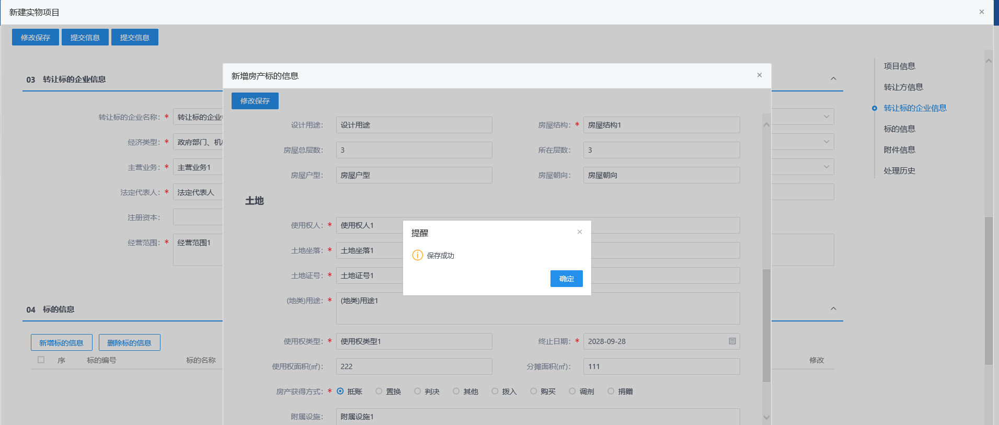 新建实物项目
修改保存 提交信息 提交信息
03 转让标的企业信息
转让标的企业名称: * 转让标的企业
经济类型: * 政府部门、机
主营业务: * 主营业务1
法定代表人: * 法定代表人
注册资本:
经营范围: * 经营范围1
04 标的信息
新增标的信息 删除标的信息
序 标的编号 标的名称 修改
新增房产标的信息
修改保存
设计用途: 设计用途 房屋结构: * 房屋结构1
房屋总层数: 3 所在层数: 3
房屋户型: 房屋户型 房屋朝向: 房屋朝向
土地
使用权人: * 使用权人1
土地坐落: * 土地坐落1
土地证号: * 土地证号1
(地类)用途: * (地类)用途1
使用权类型: * 使用权类型1 终止日期: * 2028-09-28
使用权面积(㎡): 222 分摊面积(㎡): 111
房产获得方式: * 抵账 置换 判决 其他 拨入 购买 调剂 捐赠
附属设施: 附属设施1
提醒
保存成功
确定
项目信息
转让方信息
转让标的企业信息
标的信息
附件信息
处理历史